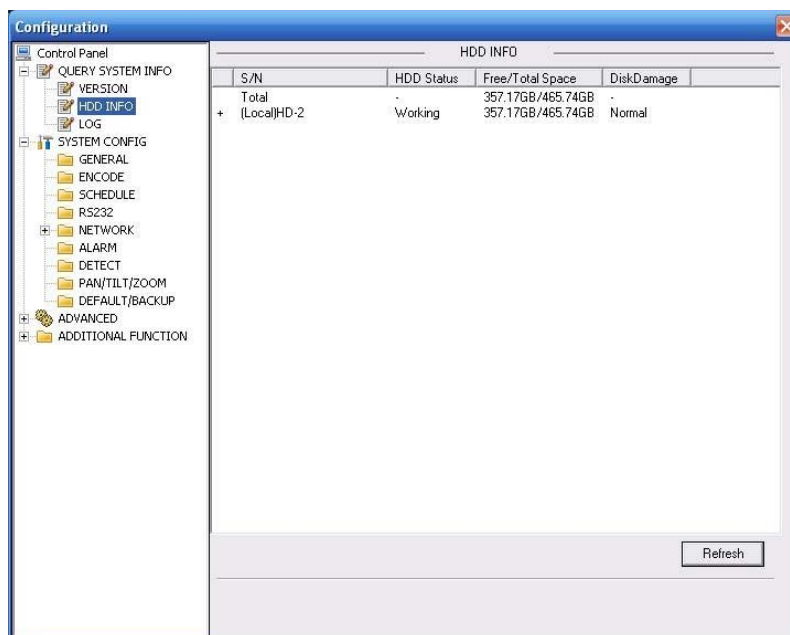 Configuration
Control Panel
QUERY SYSTEM INFO
VERSION
HDD INFO
LOG
SYSTEM CONFIG
GENERAL
ENCODE
SCHEDULE
RS232
NETWORK
ALARM
DETECT
PAN/TILT/ZOOM
DEFAULT/BACKUP
ADVANCED
ADDITIONAL FUNCTION
HDD INFO
S/N HDD Status Free/Total Space DiskDamage
Total - 357.17GB/465.74GB -
+ (Local)HD-2 Working 357.17GB/465.74GB Normal
Refresh